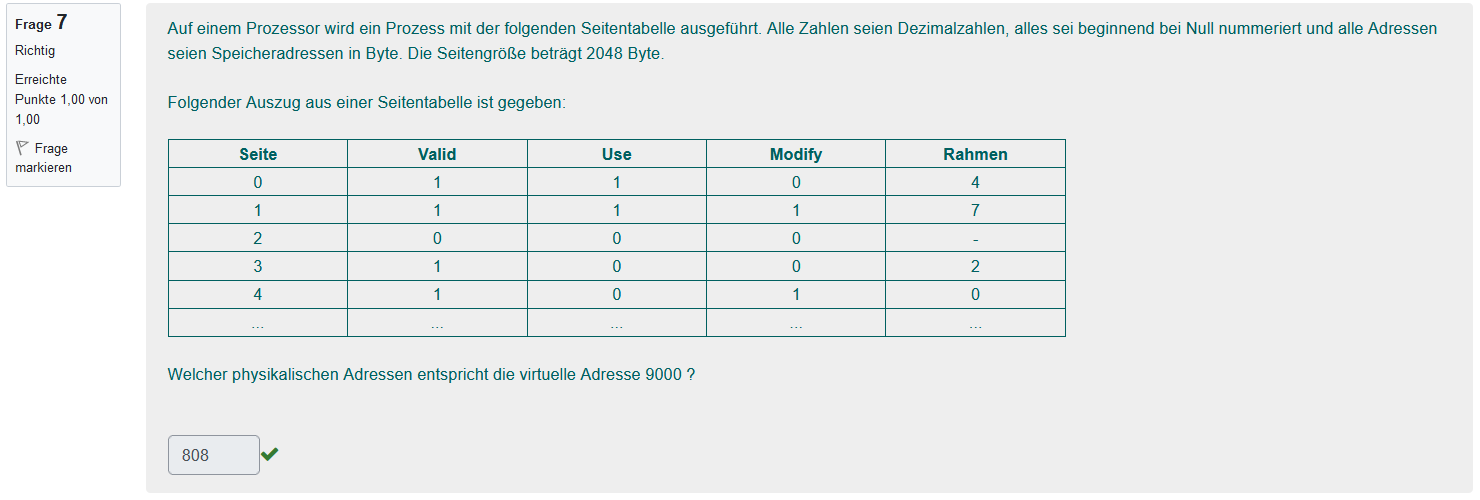 Frage 7
Richtig
Erreichte
Punkte 1,00 von
1,00
Frage
markieren
Auf einem Prozessor wird ein Prozess mit der folgenden Seitentabelle ausgeführt. Alle Zahlen seien Dezimalzahlen, alles sei beginnend bei Null nummeriert und alle Adressen
seien Speicheradressen in Byte. Die Seitengröße beträgt 2048 Byte.
Folgender Auszug aus einer Seitentabelle ist gegeben:
Seite Valid Use Modify Rahmen
0 1 1 0 4
1 1 1 1 7
2 0 0 0 -
3 1 0 0 2
4 1 0 1 0
... ... ... ... ...
Welcher physikalischen Adressen entspricht die virtuelle Adresse 9000 ?
808